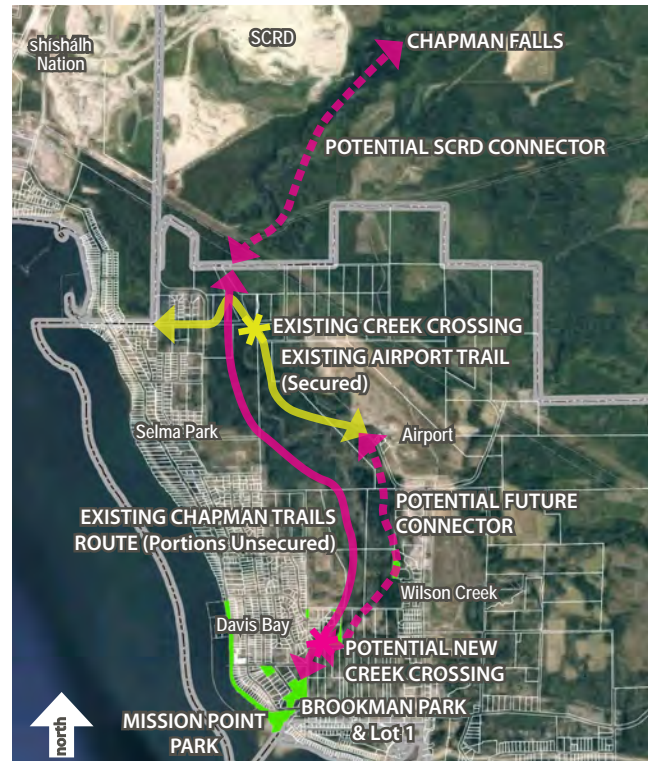 shíshálh
Nation
SCRD
CHAPMAN FALLS
POTENTIAL SCRD CONNECTOR
EXISTING CREEK CROSSING
EXISTING AIRPORT TRAIL
(Secured)
Selma Park
Airport
EXISTING CHAPMAN TRAILS
ROUTE (Portions Unsecured)
POTENTIAL FUTURE
CONNECTOR
Wilson Creek
Davis Bay
POTENTIAL NEW
CREEK CROSSING
BROOKMAN PARK
& Lot 1
MISSION POINT
PARK
north